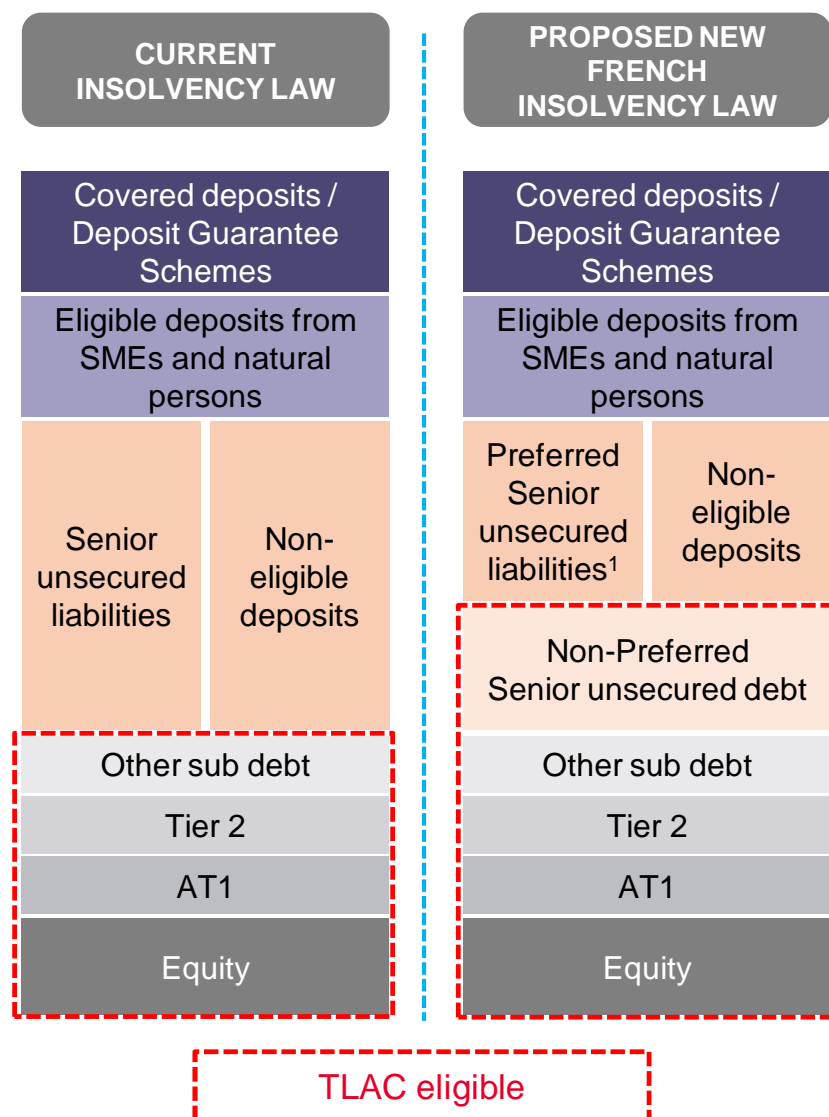 CURRENT
INSOLVENCY LAW
PROPOSED NEW
FRENCH
INSOLVENCY LAW
Covered deposits /
Deposit Guarantee
Schemes
Eligible deposits from
SMEs and natural
persons
Senior
unsecured
liabilities
Non-
eligible
deposits
Other sub debt
Tier 2
AT1
Equity
Covered deposits /
Deposit Guarantee
Schemes
Eligible deposits from
SMEs and natural
persons
Preferred
Senior
unsecured
liabilities¹
Non-
eligible
deposits
Non-Preferred
Senior unsecured debt
Other sub debt
Tier 2
AT1
Equity
TLAC eligible